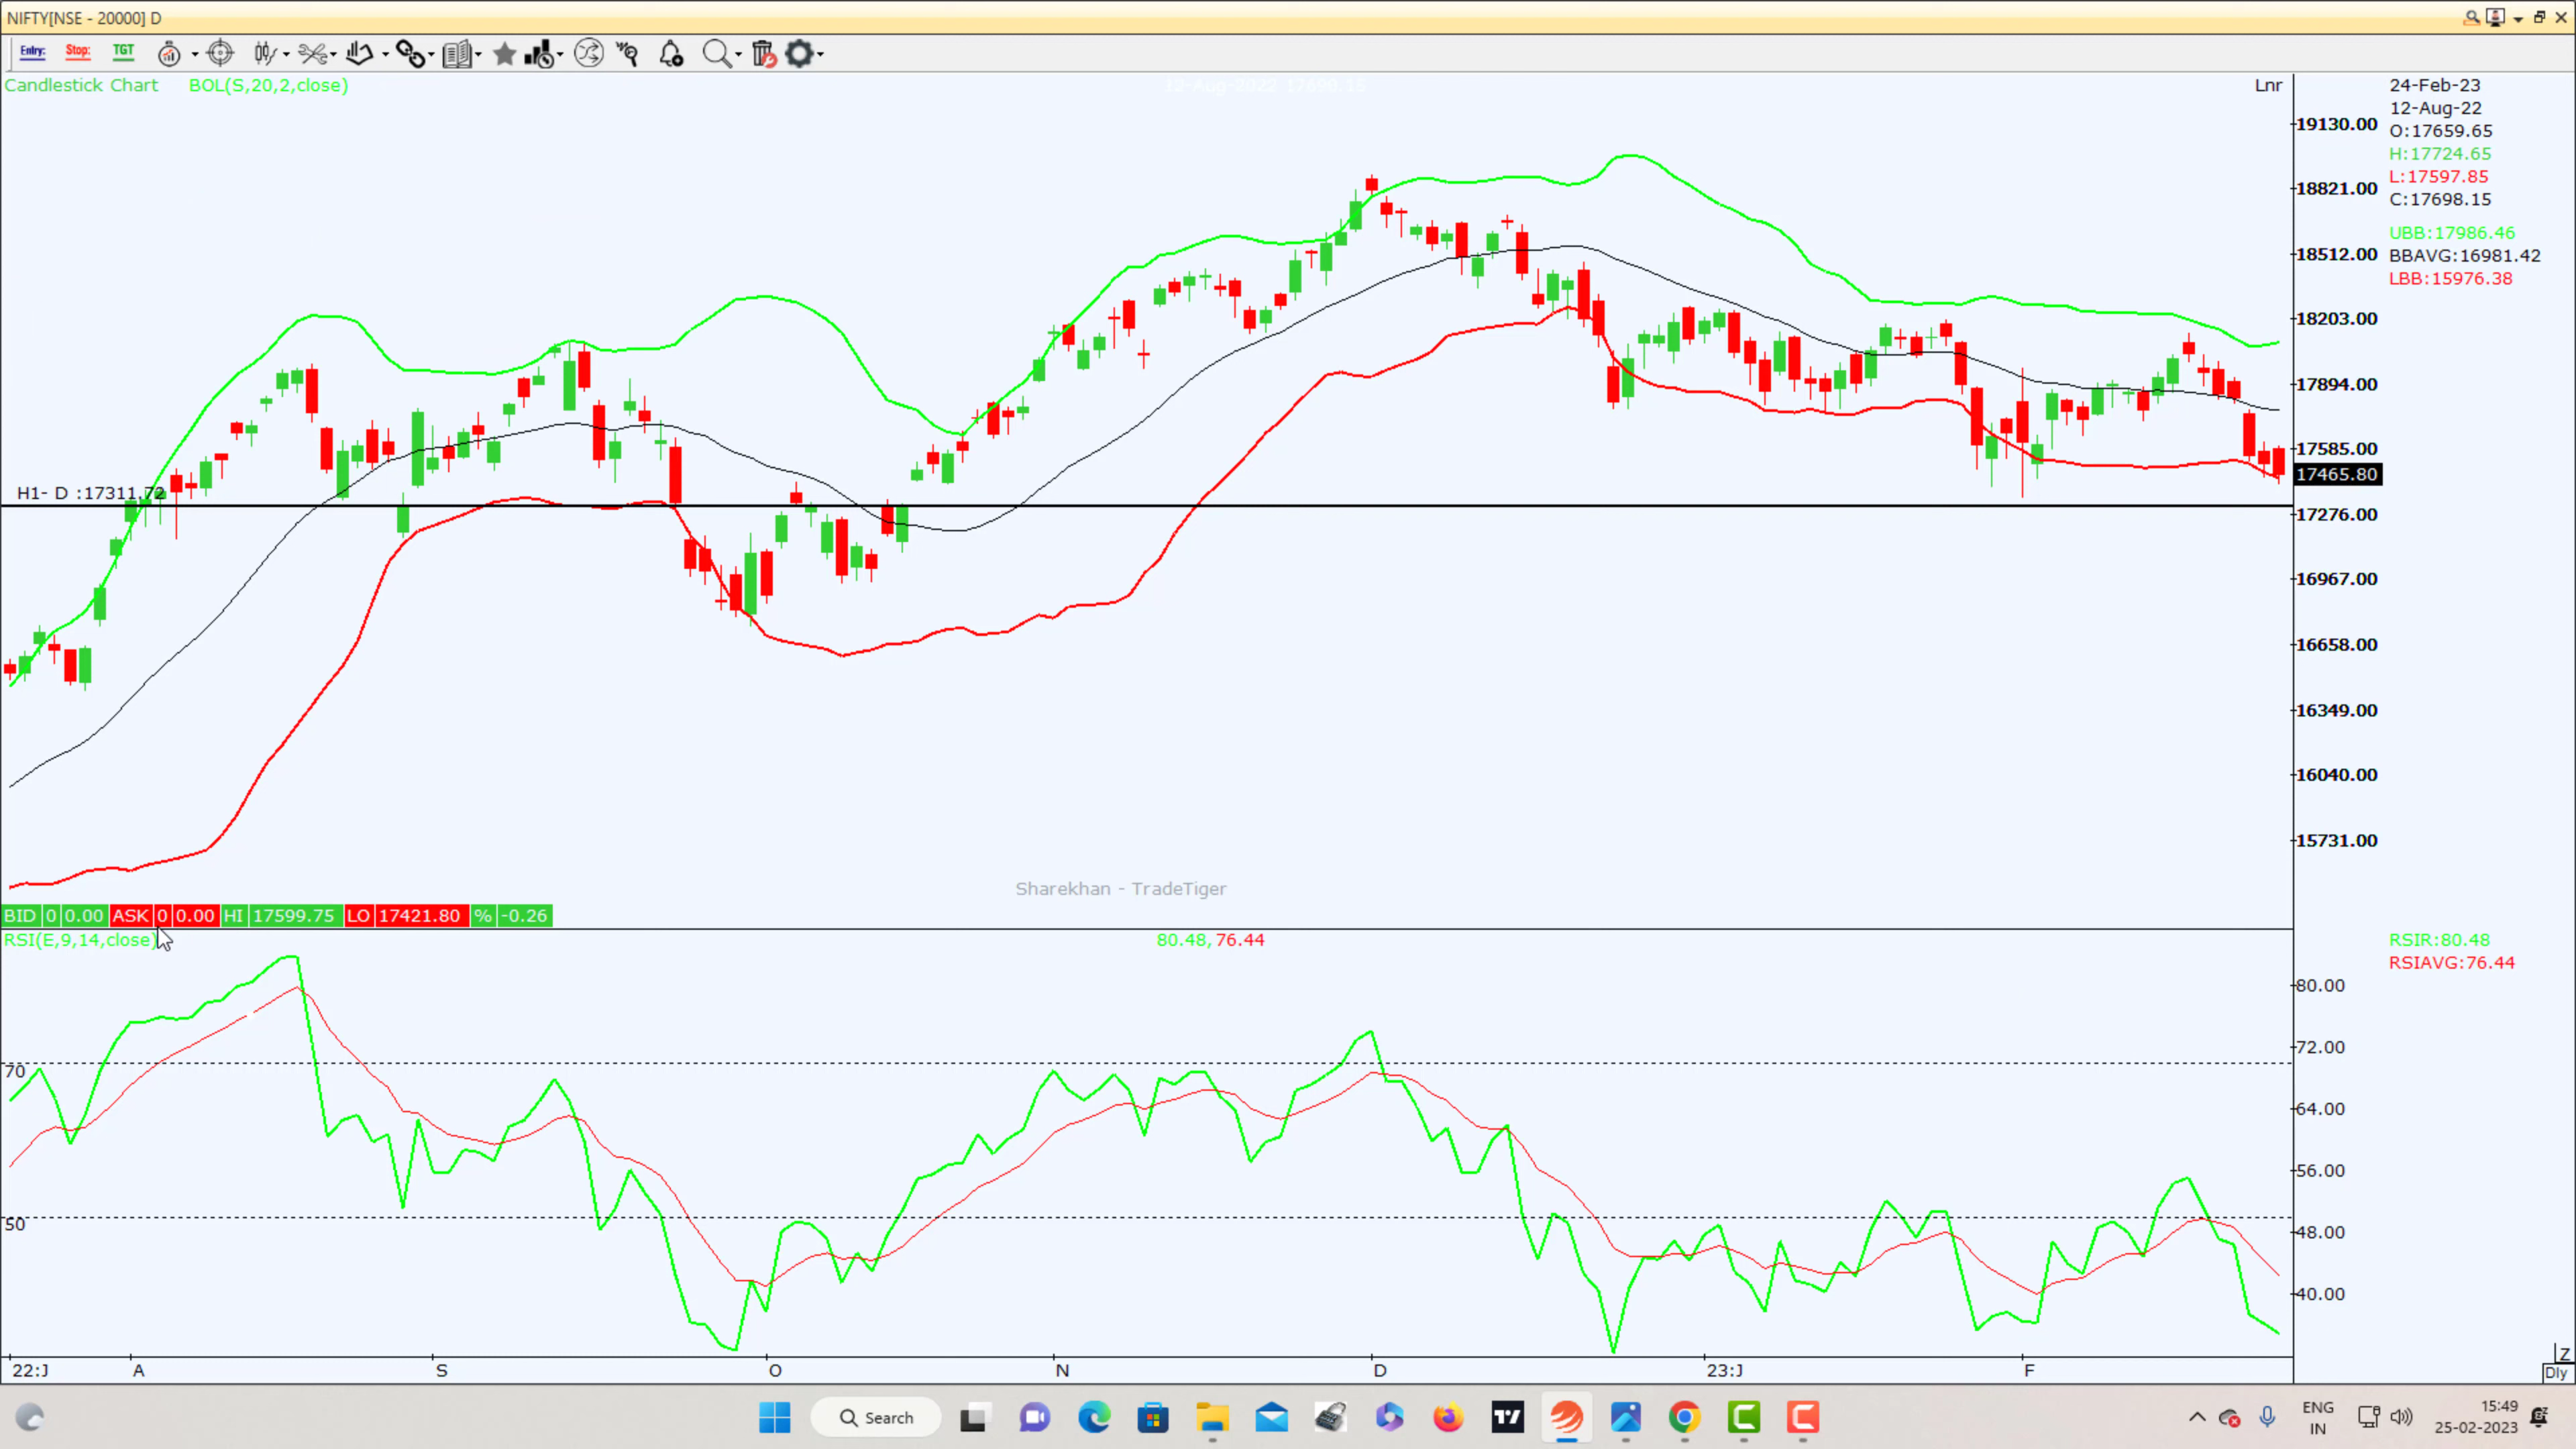 NIFTY[NSE - 20000] D
Entry: Stop: TGT
Candlestick Chart BOL(S,20,2,close)
12-Aug-2022 17690.15
Lnr
24-Feb-23
12-Aug-22
O:17659.65
H:17724.65
L:17597.85
C:17698.15
UBB:17986.46
BBAVG:16981.42
LBB:15976.38
19130.00
18821.00
18512.00
18203.00
17894.00
17585.00
17465.80
17276.00
16967.00
16658.00
16349.00
16040.00
15731.00
H1- D :17311.72
Sharekhan - TradeTiger
BID 0 0.00 ASK 0 0.00 HI 17599.75 LO 17421.80 % -0.26
RSI(E,9,14,close)
80.48, 76.44
RSIR:80.48
RSIAVG:76.44
80.00
72.00
70
64.00
56.00
50
48.00
40.00
22:J A S O N D 23:J F
Z
Dly
Search
ENG
IN
15:49
25-02-2023